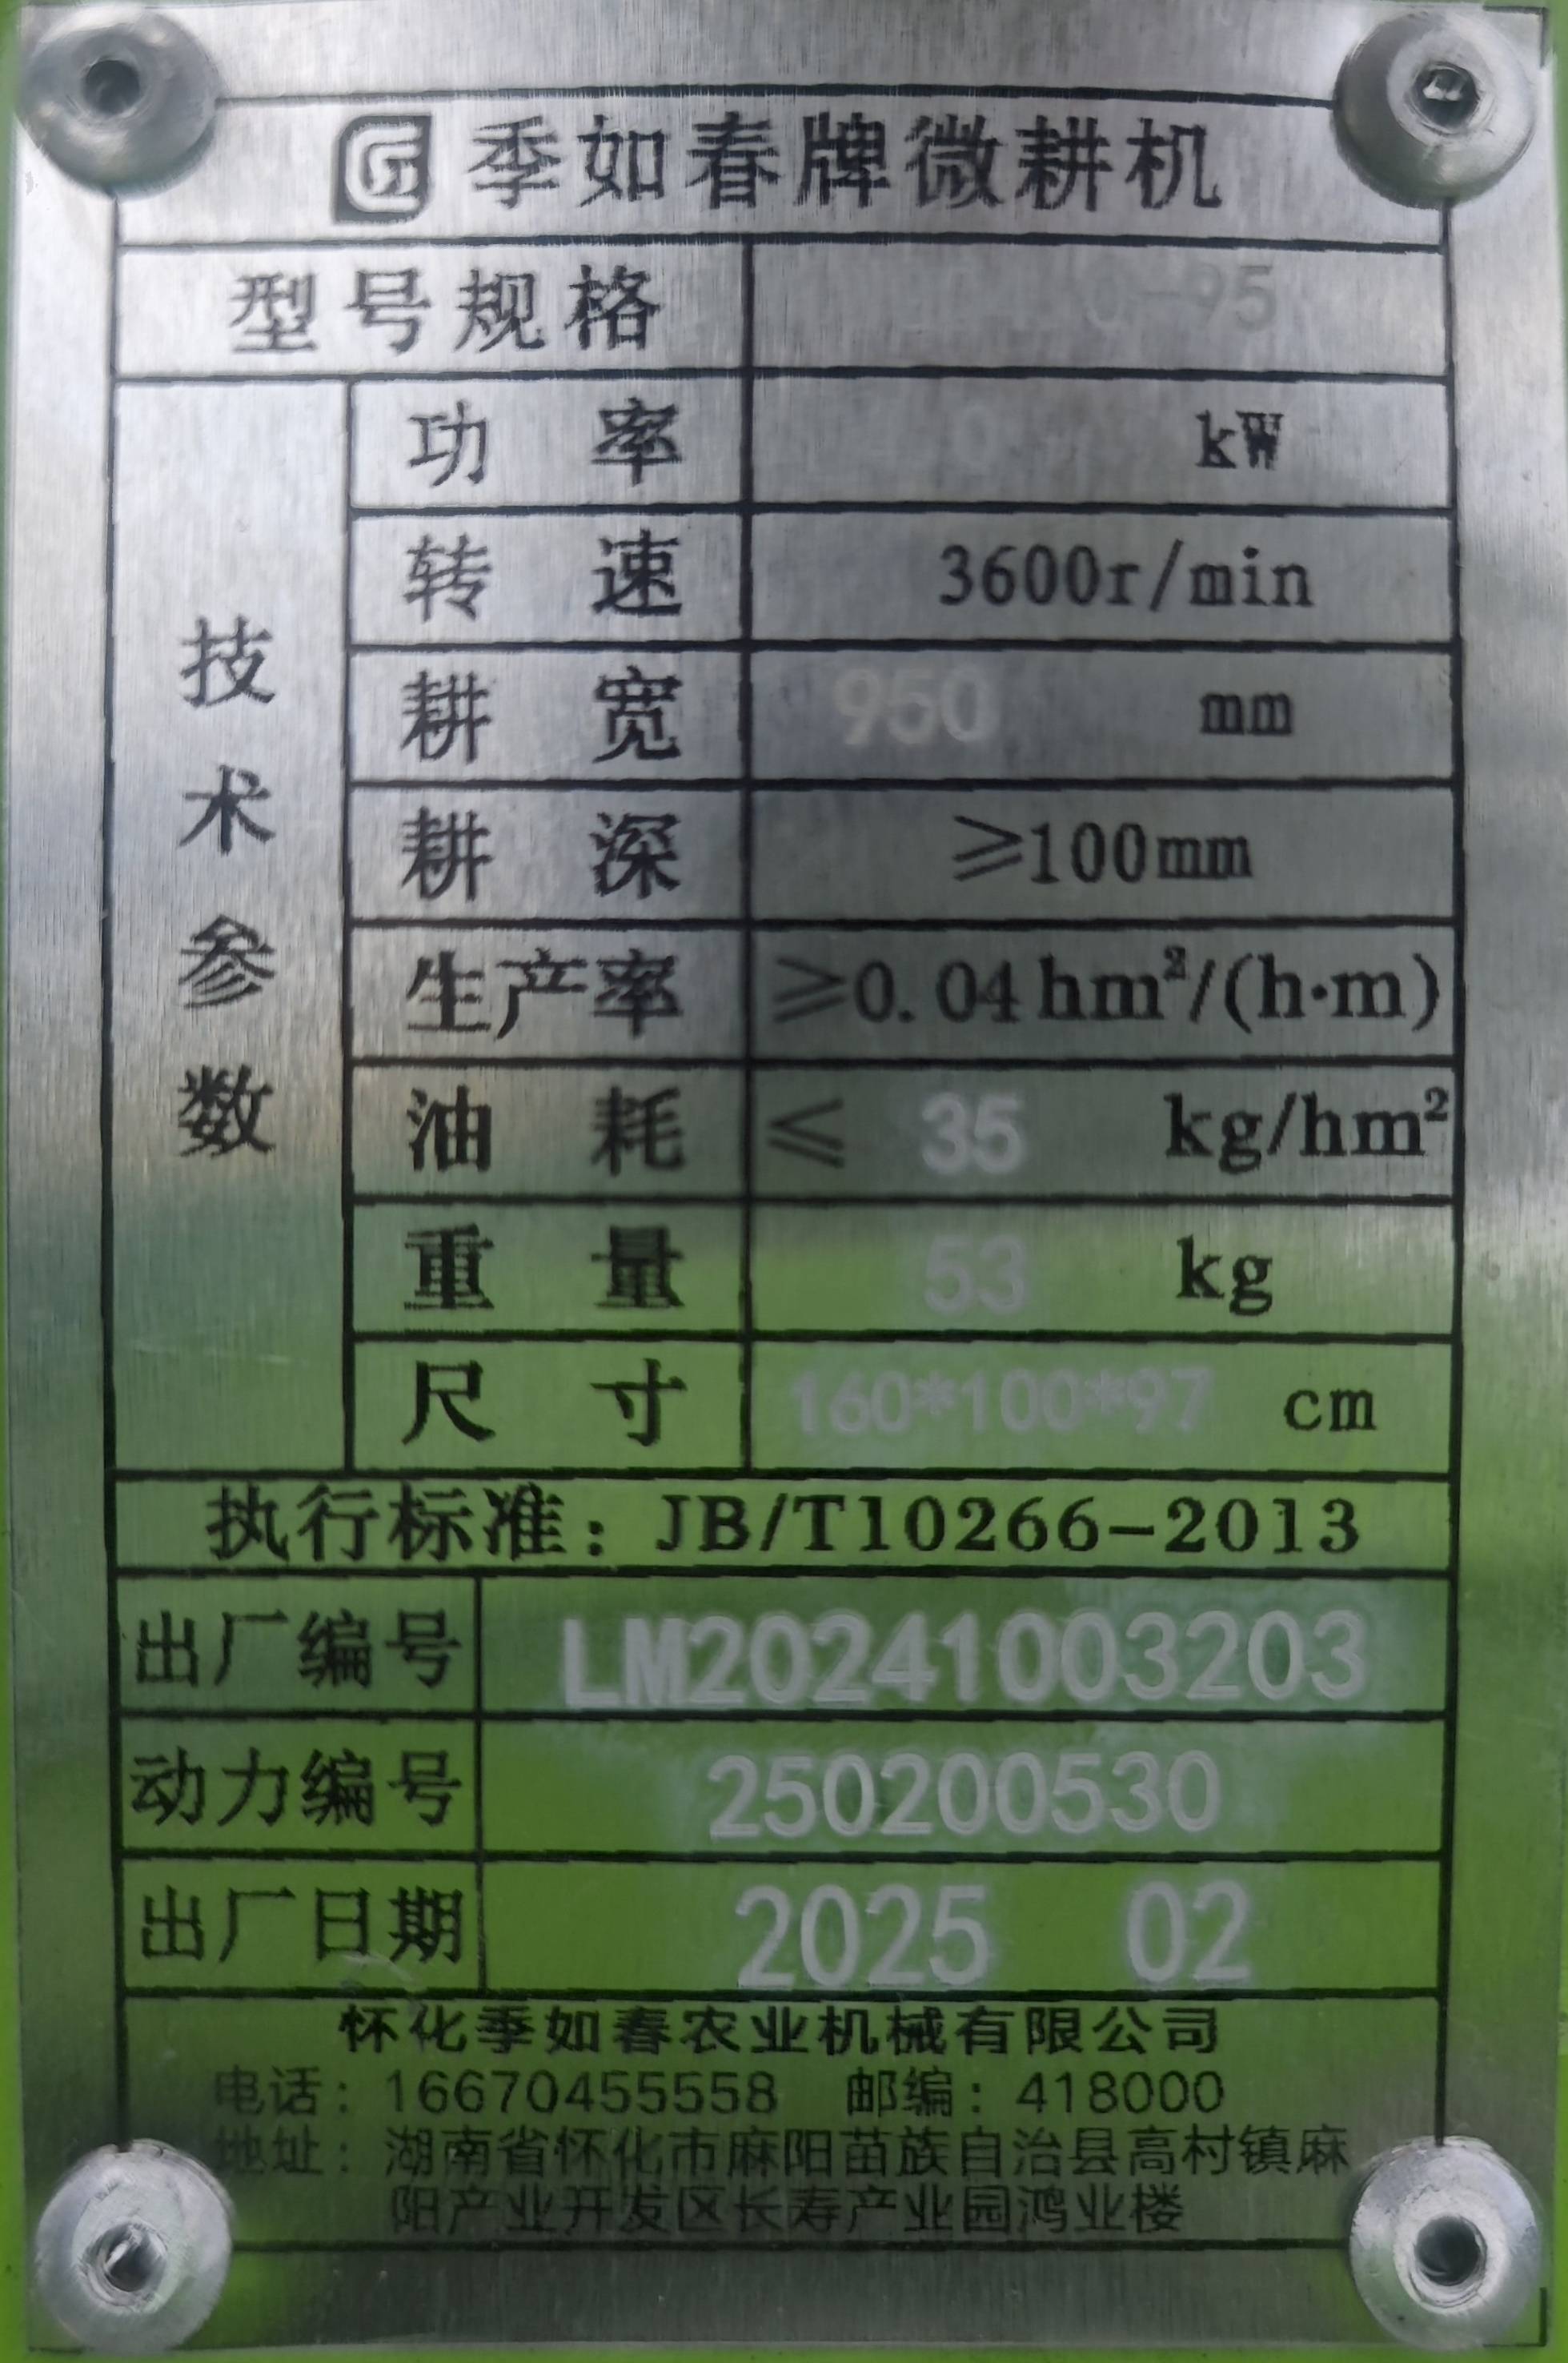 季如春牌微耕机
型号规格 -95
功率 kW
转速 3600r/min
耕宽 950 mm
耕深 ≥100mm
生产率 ≥0.04hm²/(h·m)
油耗 ≤ 35 kg/hm²
重量 53 kg
尺寸 160*100*97 cm
技术参数
执行标准：JB/T10266-2013
出厂编号 LM20241003203
动力编号 250200530
出厂日期 2025 02
怀化季如春农业机械有限公司
电话：16670455558 邮编：418000
地址：湖南省怀化市麻阳苗族自治县高村镇麻
阳产业开发区长寿产业园鸿业楼